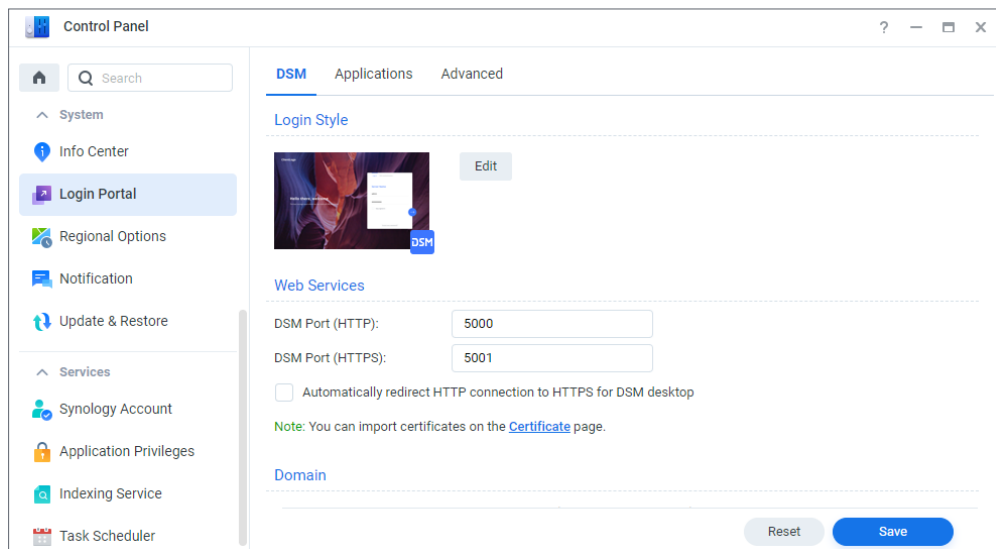 Control Panel
?
Search
System
Info Center
Login Portal
Regional Options
Notification
Update & Restore
Services
Synology Account
Application Privileges
Indexing Service
Task Scheduler
DSM Applications Advanced
Login Style
DSM
Edit
Web Services
DSM Port (HTTP): 5000
DSM Port (HTTPS): 5001
Automatically redirect HTTP connection to HTTPS for DSM desktop
Note: You can import certificates on the Certificate page.
Domain
Reset Save